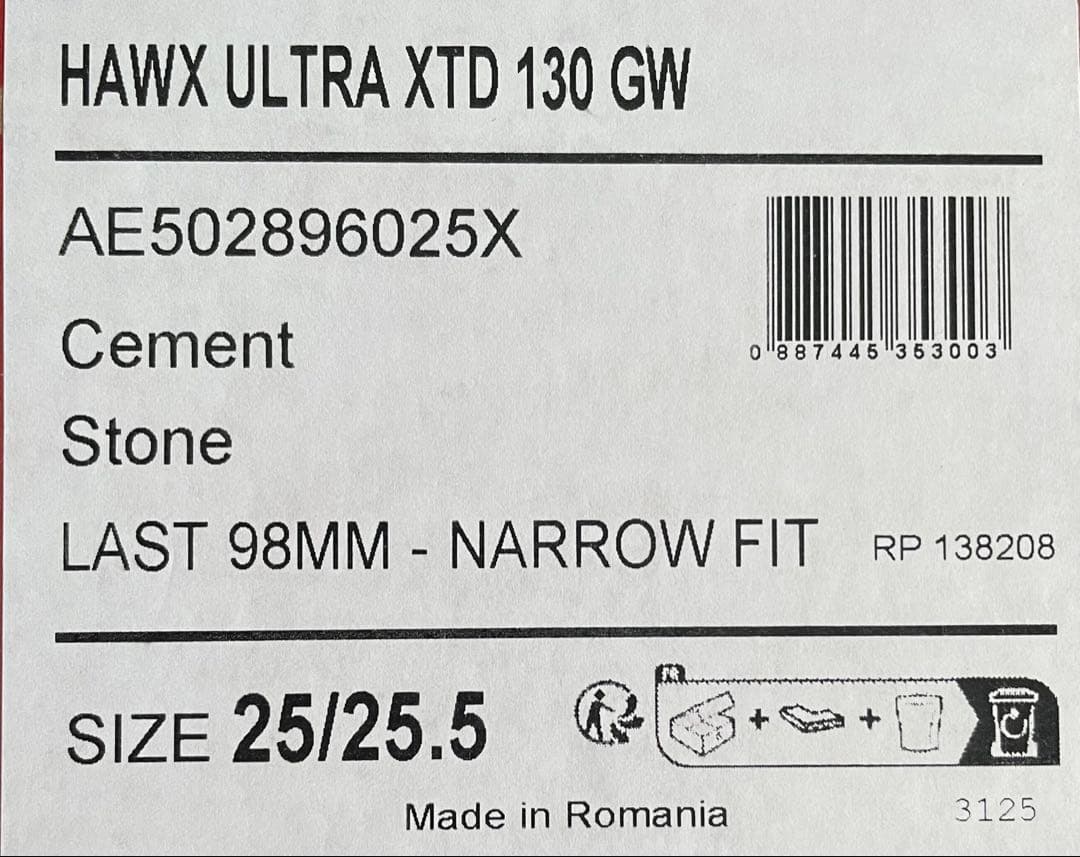 HAWX ULTRA XTD 130 GW
AE502896025X
0 887445 353003
Cement
Stone
LAST 98MM - NARROW FIT
RP 138208
SIZE 25/25.5
FR
+ +
Made in Romania
3125